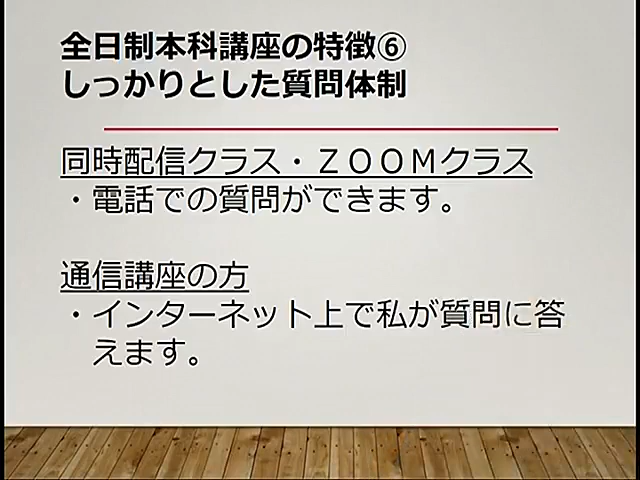 全日制本科講座の特徴⑥
しっかりとした質問体制
同時配信クラス・ＺＯＯＭクラス
・電話での質問ができます。
通信講座の方
・インターネット上で私が質問に答
えます。